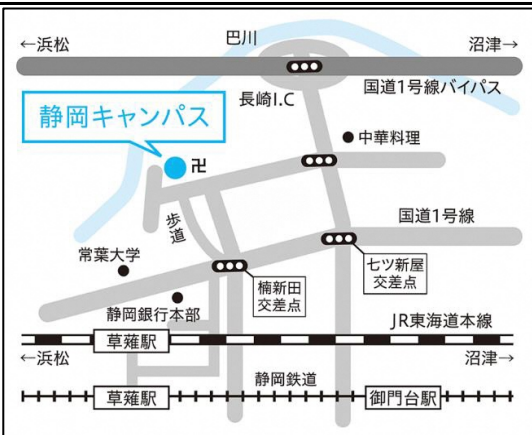 ←浜松
巴川
沼津→
長崎I.C
国道1号線バイパス
静岡キャンパス
中華料理
卍
歩道
国道1号線
常葉大学
七ツ新屋
交差点
楠新田
交差点
静岡銀行本部
JR東海道本線
草薙駅
←浜松
沼津→
静岡鉄道
草薙駅
御門台駅